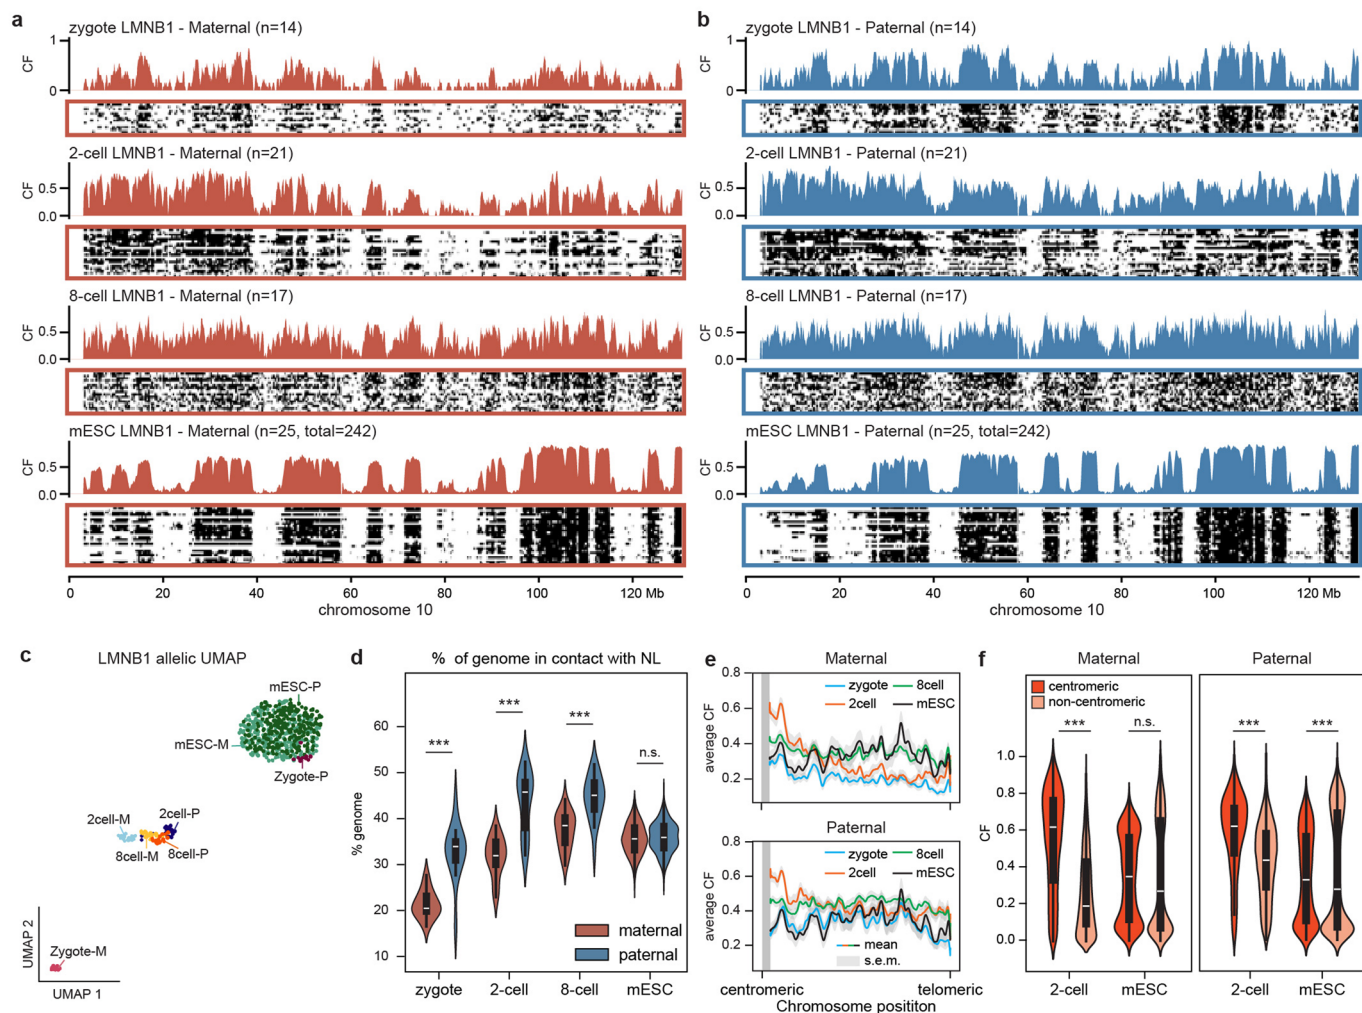 a
zygote LMNB1 - Maternal (n=14)
1
CF
0
2-cell LMNB1 - Maternal (n=21)
0.5
CF
0.0
8-cell LMNB1 - Maternal (n=17)
0.5
CF
0.0
mESC LMNB1 - Maternal (n=25, total=242)
0.5
CF
0.0
0 20 40 60 80 100 120 Mb
chromosome 10
b
zygote LMNB1 - Paternal (n=14)
1
CF
0
2-cell LMNB1 - Paternal (n=21)
0.5
CF
0.0
8-cell LMNB1 - Paternal (n=17)
0.5
CF
0.0
mESC LMNB1 - Paternal (n=25, total=242)
0.5
CF
0.0
0 20 40 60 80 100 120 Mb
chromosome 10
c
LMNB1 allelic UMAP
mESC-P
mESC-M
Zygote-P
2cell-M
2cell-P
8cell-M
8cell-P
Zygote-M
UMAP 2
UMAP 1
d
% of genome in contact with NL
% genome
60
50
40
30
20
10
***
***
***
n.s.
maternal
paternal
zygote 2-cell 8-cell mESC
e
Maternal
0.8
0.6
0.4
0.2
average CF
zygote 8cell
2cell mESC
Paternal
0.8
0.6
0.4
0.2
average CF
zygote 8cell
2cell mESC
mean
s.e.m.
centromeric telomeric
Chromosome positition
f
Maternal Paternal
centromeric
non-centromeric
*** n.s. *** ***
CF
1.0
0.8
0.6
0.4
0.2
0.0
2-cell mESC 2-cell mESC